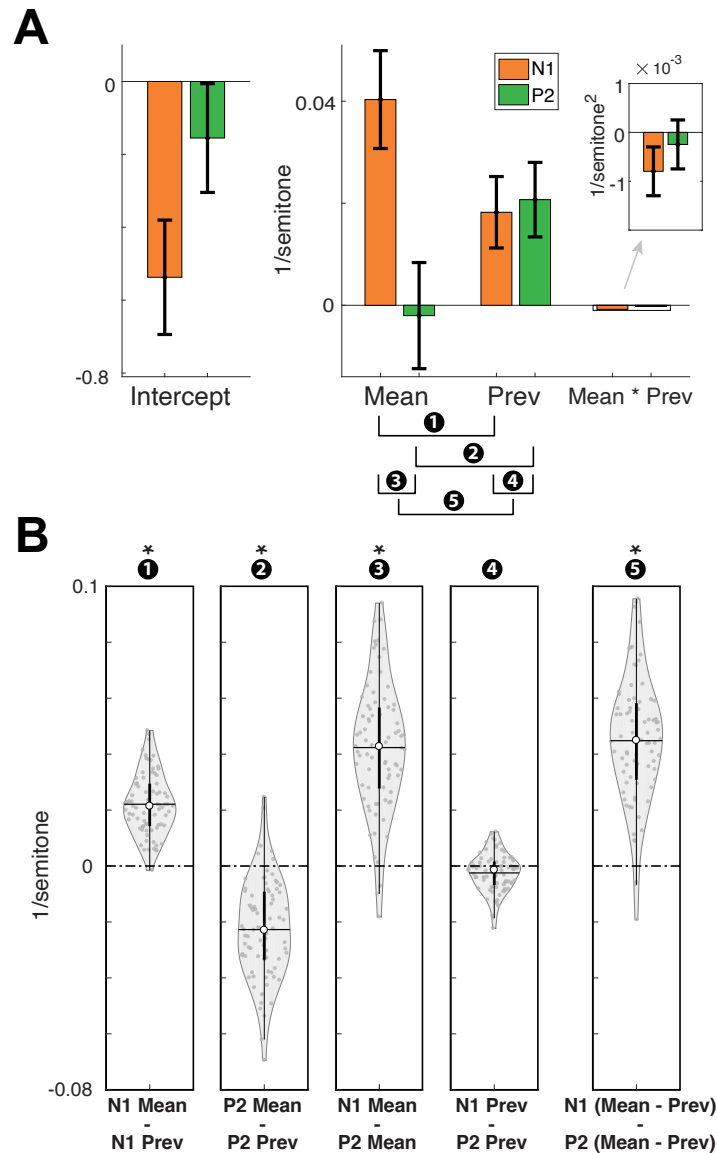 A
0
-0.8
Intercept
1/semitone
0.04
0
N1
P2
× 10⁻³
1
0
-1
1/semitone²
Mean
Prev
Mean * Prev
1
2
3
4
5
B
*
*
*
*
1
2
3
4
5
0.1
0
-0.08
1/semitone
N1 Mean
-
N1 Prev
P2 Mean
-
P2 Prev
N1 Mean
-
P2 Mean
N1 Prev
-
P2 Prev
N1 (Mean - Prev)
-
P2 (Mean - Prev)